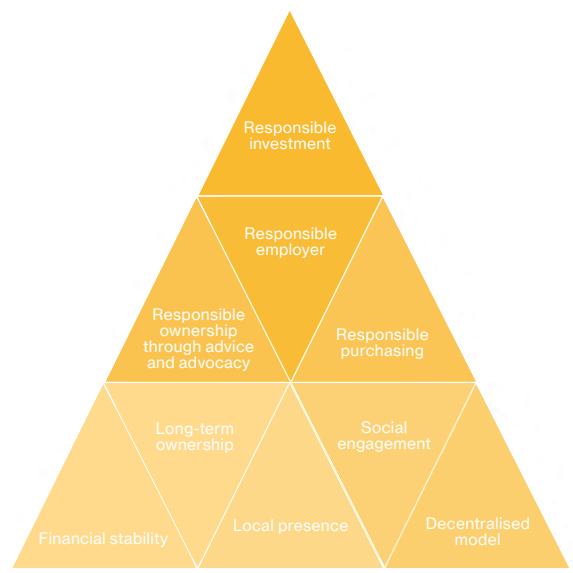 Responsible
investment
Responsible
employer
Responsible
ownership
through advice
and advocacy
Responsible
purchasing
Long-term
ownership
Social
engagement
Financial stability
Local presence
Decentralised
model